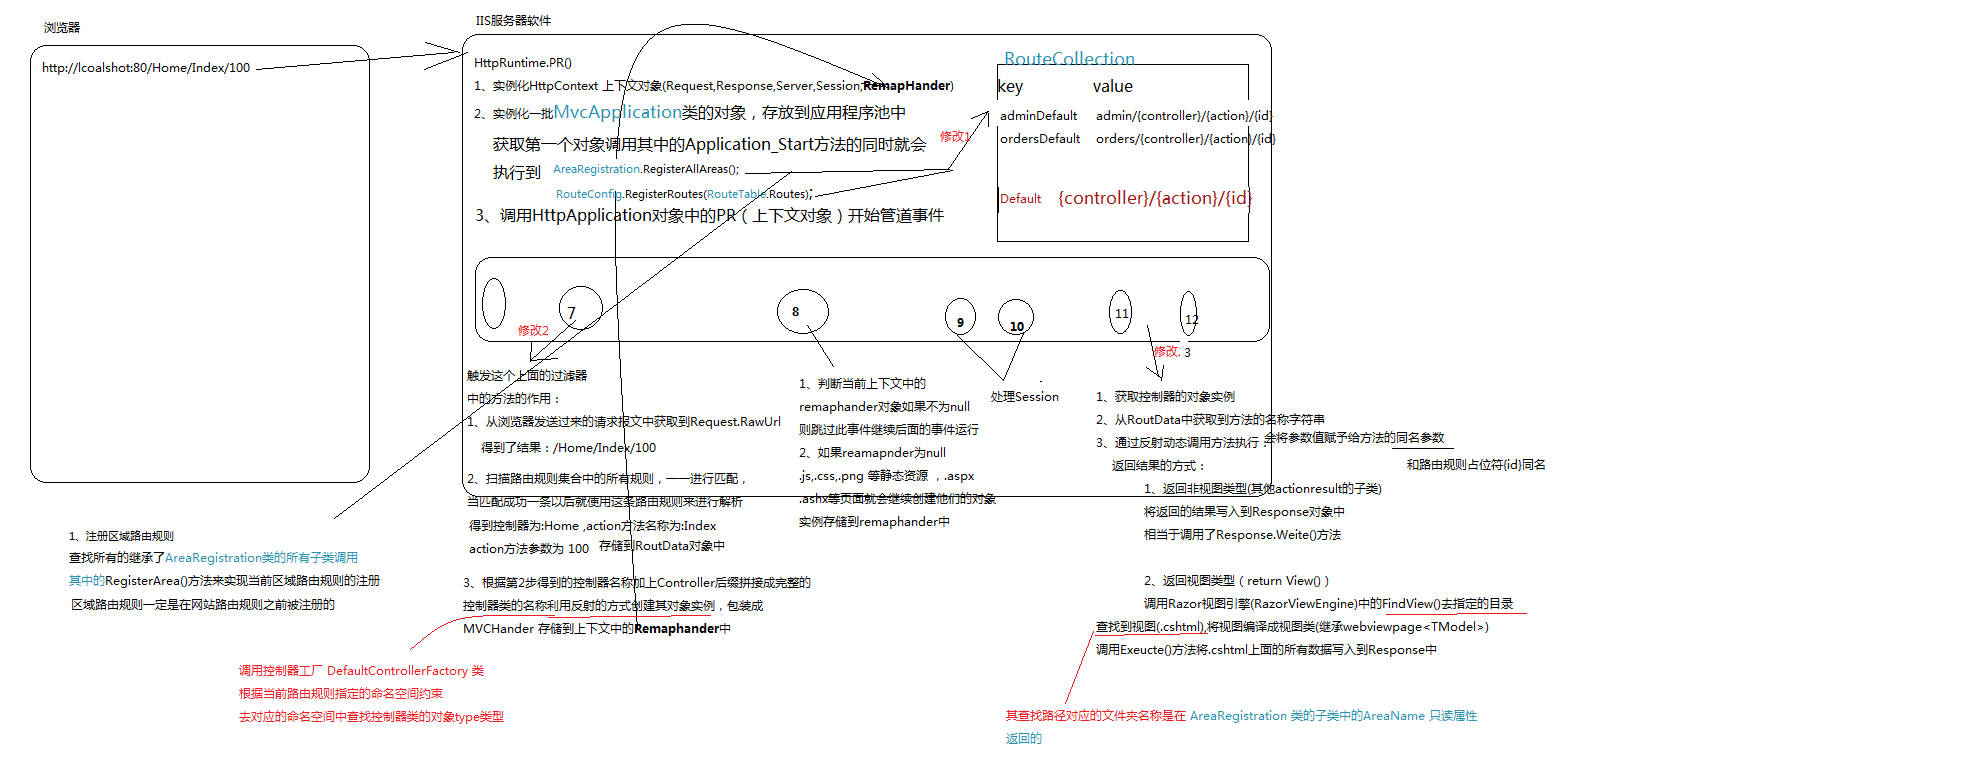 浏览器
http://lcoalshot:80/Home/Index/100
IIS服务器软件
HttpRuntime.PR()
1、实例化HttpContext 上下文对象(Request,Response,Server,Session,RemapHander)
2、实例化一批MvcApplication类的对象，存放到应用程序池中
获取第一个对象调用其中的Application_Start方法的同时就会
执行到 AreaRegistration.RegisterAllAreas();
RouteConfig.RegisterRoutes(RouteTable.Routes);
3、调用HttpApplication对象中的PR（上下文对象）开始管道事件
修改1
RouteCollection
key value
adminDefault admin/{controller}/{action}/{id}
ordersDefault orders/{controller}/{action}/{id}
Default {controller}/{action}/{id}
7
8
9
10
11
12
修改2
修改: 3
触发这个上面的过滤器
中的方法的作用：
1、从浏览器发送过来的请求报文中获取到Request.RawUrl
得到了结果：/Home/Index/100
2、扫描路由规则集合中的所有规则，一一进行匹配，
当匹配成功一条以后就使用这条路由规则来进行解析
得到控制器为:Home ,action方法名称为:Index
action方法参数为 100 存储到RoutData对象中
3、根据第2步得到的控制器名称加上Controller后缀拼接成完整的
控制器类的名称利用反射的方式创建其对象实例，包装成
MVCHander 存储到上下文中的Remaphander中
1、判断当前上下文中的
remaphander对象如果不为null
则跳过此事件继续后面的事件运行
2、如果reamapnder为null
.js,.css,.png 等静态资源 ，.aspx
.ashx等页面就会继续创建他们的对象
实例存储到remaphander中
处理Session
1、获取控制器的对象实例
2、从RoutData中获取到方法的名称字符串
3、通过反射动态调用方法执行；会将参数值赋予给方法的同名参数
和路由规则占位符{id}同名
返回结果的方式：
1、返回非视图类型(其他actionresult的子类)
将返回的结果写入到Response对象中
相当于调用了Response.Weite()方法
2、返回视图类型（return View()）
调用Razor视图引擎(RazorViewEngine)中的FindView()去指定的目录
查找到视图(.cshtml),将视图编译成视图类(继承webviewpage<TModel>)
调用Exeucte()方法将.cshtml上面的所有数据写入到Response中
1、注册区域路由规则
查找所有的继承了AreaRegistration类的所有子类调用
其中的RegisterArea()方法来实现当前区域路由规则的注册
区域路由规则一定是在网站路由规则之前被注册的
调用控制器工厂 DefaultControllerFactory 类
根据当前路由规则指定的命名空间约束
去对应的命名空间中查找控制器类的对象type类型
其查找路径对应的文件夹名称是在 AreaRegistration 类的子类中的AreaName 只读属性
返回的